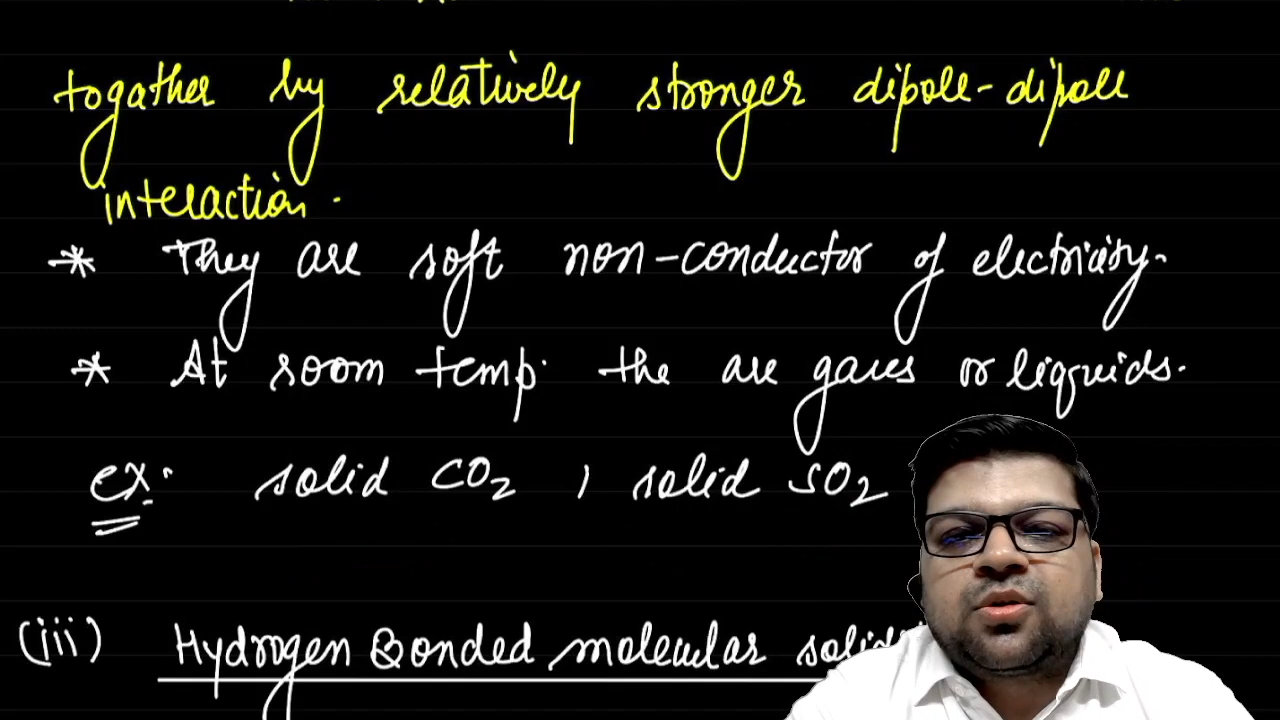 togather by relatively stronger dipole-dipole
interaction.
* They are soft non-conductor of electricity.
* At room temp. the are gases or liquids.
ex: solid CO2, solid SO2
(iii) Hydrogen Bonded molecular